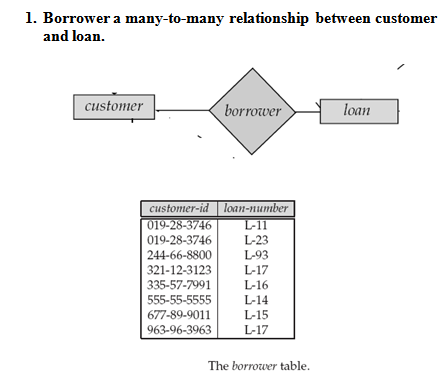 1. Borrower a many-to-many relationship between customer
and loan.
customer borrower loan
customer-id loan-number
019-28-3746 L-11
019-28-3746 L-23
244-66-8800 L-93
321-12-3123 L-17
335-57-7991 L-16
555-55-5555 L-14
677-89-9011 L-15
963-96-3963 L-17
The borrower table.